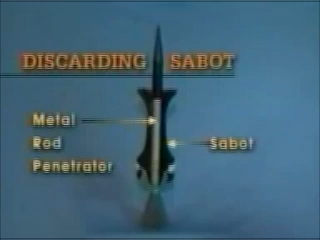 DISCARDING SABOT
Metal
Rod
Penetrator
Sabot